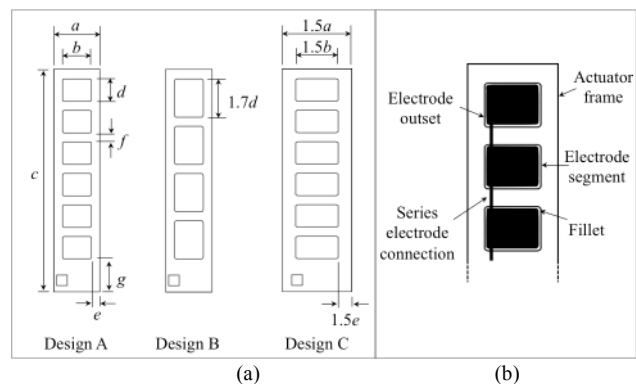 a
b
c
d
f
g
e
Design A
1.7d
Design B
1.5a
1.5b
1.5e
Design C
(a)
Electrode
outset
Actuator
frame
Electrode
segment
Series
electrode
connection
Fillet
(b)